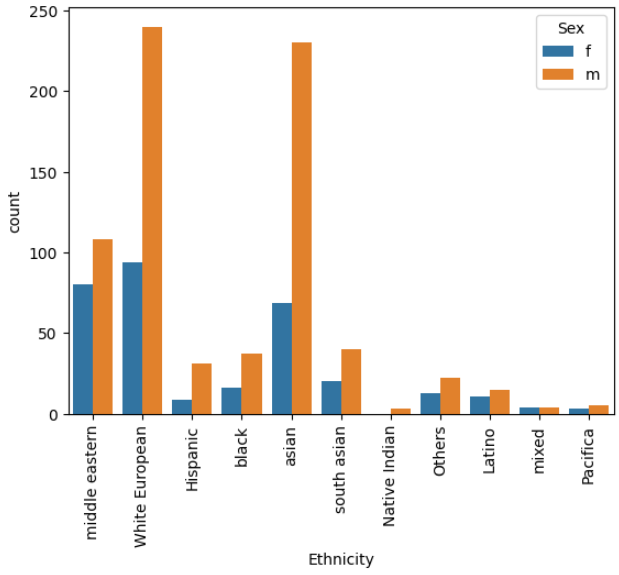 250
200
150
100
50
0
count
Sex
f
m
middle eastern
White European
Hispanic
black
asian
south asian
Native Indian
Others
Latino
mixed
Pacifica
Ethnicity